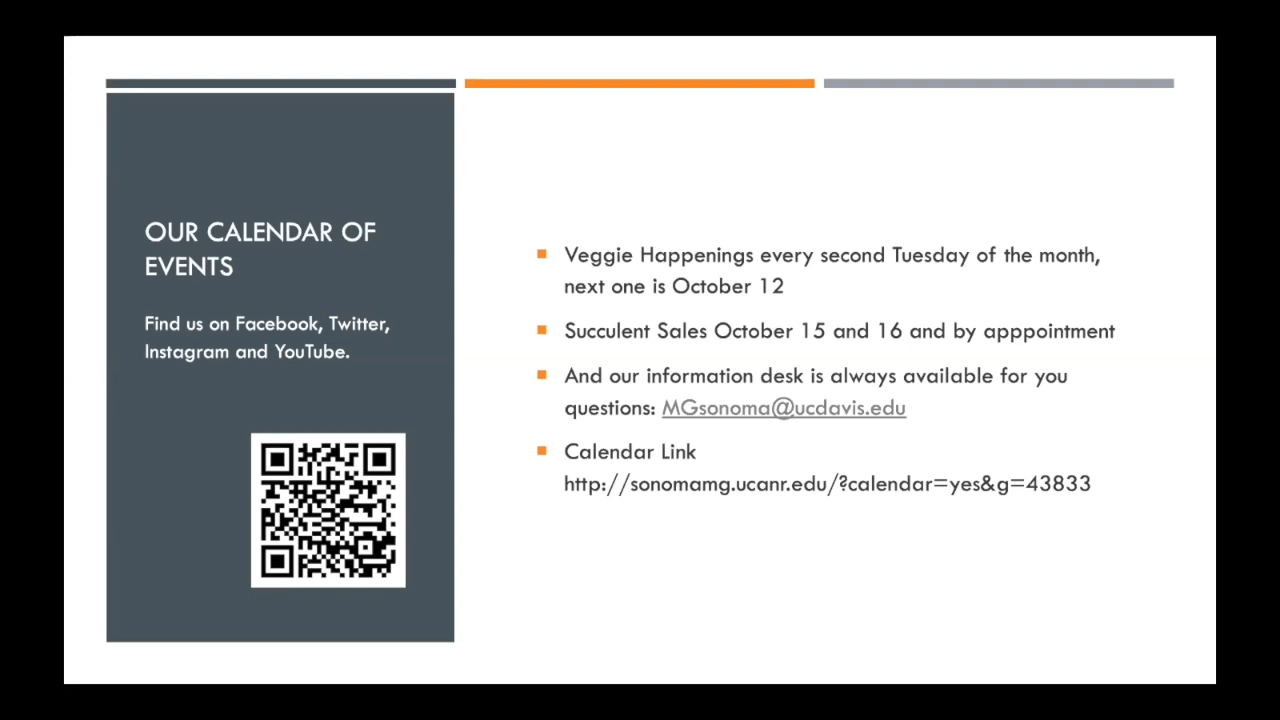 OUR CALENDAR OF
EVENTS
Find us on Facebook, Twitter,
Instagram and YouTube.
Veggie Happenings every second Tuesday of the month,
next one is October 12
Succulent Sales October 15 and 16 and by apppointment
And our information desk is always available for you
questions: MGsonoma@ucdavis.edu
Calendar Link
http://sonomamg.ucanr.edu/?calendar=yes&g=43833